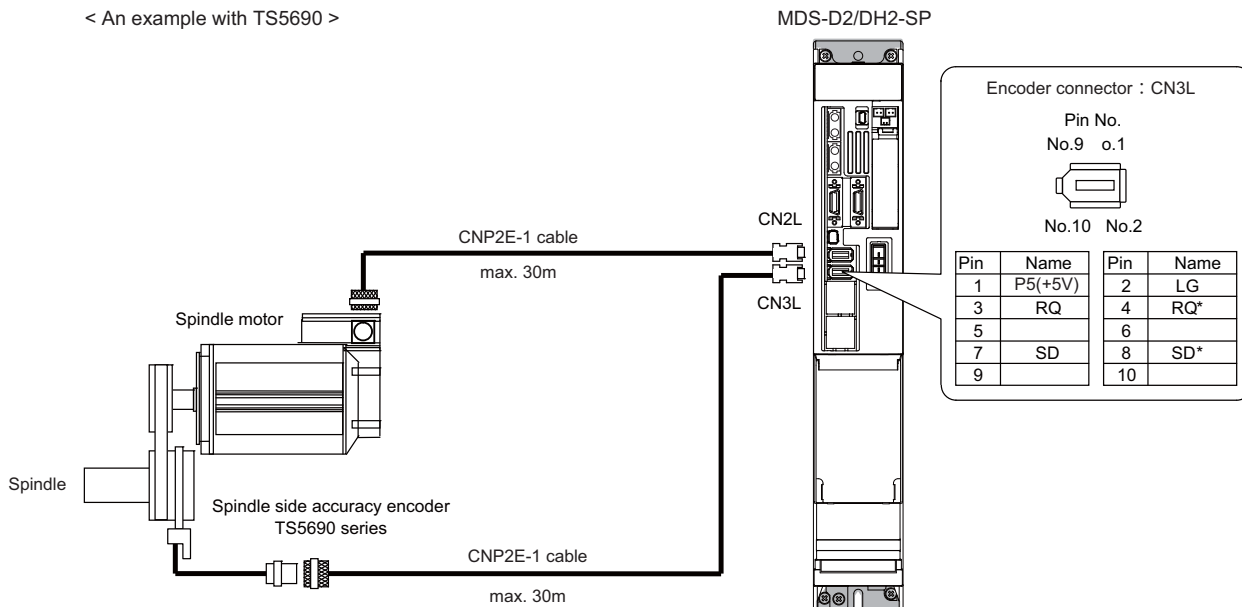 < An example with TS5690 >
MDS-D2/DH2-SP
Encoder connector : CN3L
Pin No.
No.9 o.1
No.10 No.2
Pin Name Pin Name
1 P5(+5V) 2 LG
3 RQ 4 RQ*
5 6
7 SD 8 SD*
9 10
CN2L
CNP2E-1 cable
max. 30m
CN3L
Spindle motor
Spindle
Spindle side accuracy encoder
TS5690 series
CNP2E-1 cable
max. 30m